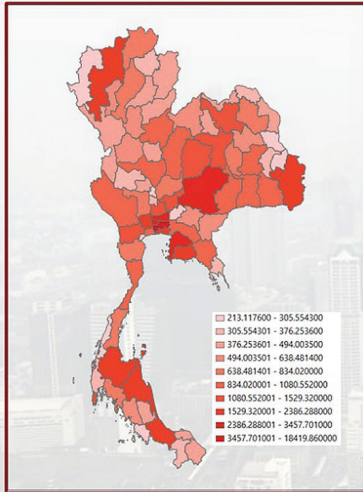 213.117600 - 305.554300
305.554301 - 376.253600
376.253601 - 494.003500
494.003501 - 638.481400
638.481401 - 834.020000
834.020001 - 1080.552000
1080.552001 - 1529.320000
1529.320001 - 2386.288000
2386.288001 - 3457.701000
3457.701001 - 18419.860000